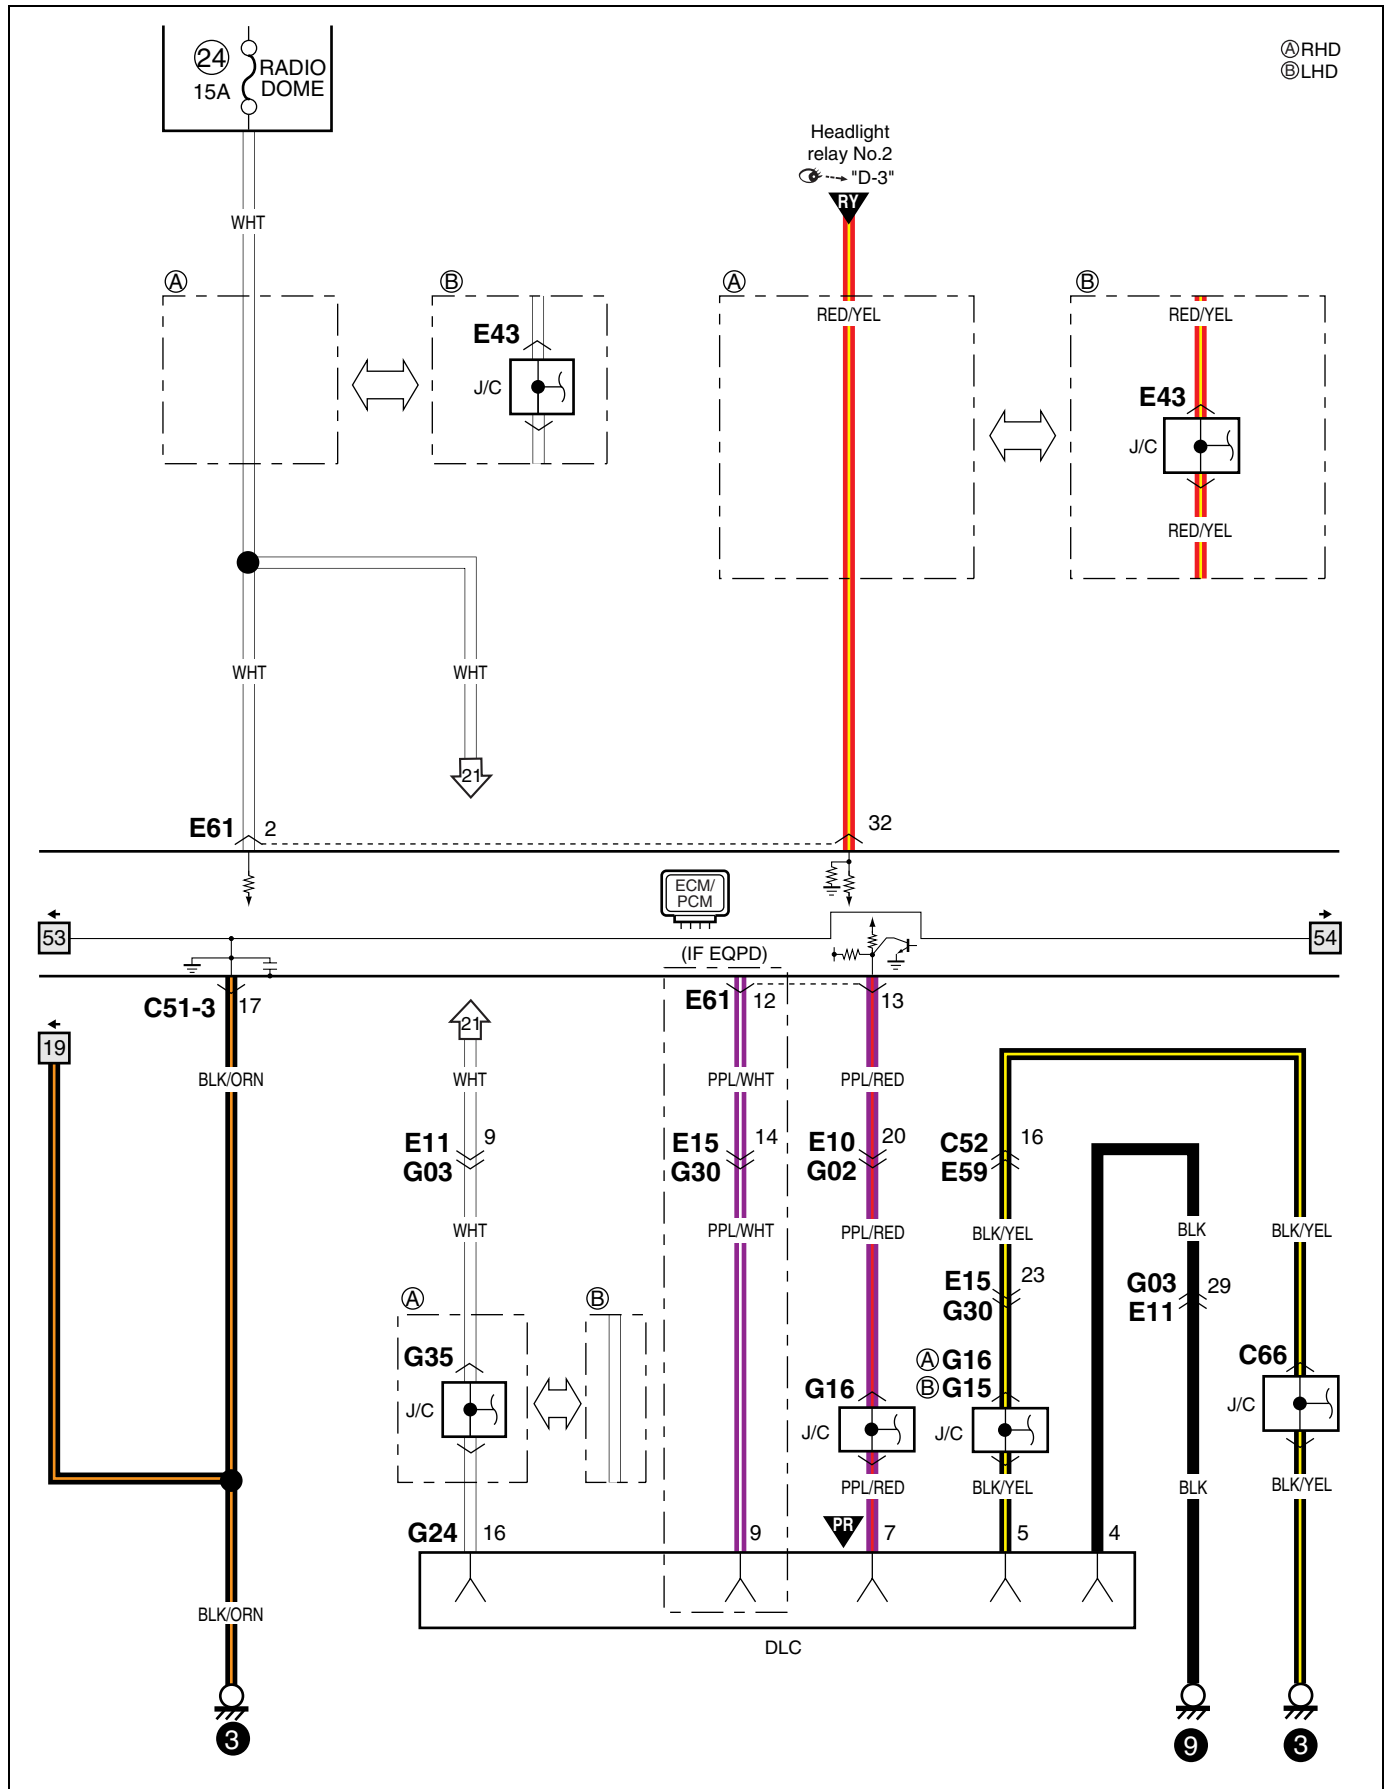 24
RADIO
15A
DOME
Ⓐ RHD
Ⓑ LHD
Headlight
relay No.2
"D-3"
RY
WHT
A
B
A
B
E43
J/C
RED/YEL
RED/YEL
E43
J/C
RED/YEL
WHT
WHT
21
E61
2
32
ECM/
PCM
53
54
(IF EQPD)
C51-3
17
21
E61
12
13
19
BLK/ORN
WHT
PPL/WHT
PPL/RED
E11
9
G03
E15
14
G30
E10
20
G02
C52
16
E59
WHT
PPL/WHT
PPL/RED
BLK/YEL
BLK
BLK/YEL
E15
23
G30
G03
29
E11
A
B
G35
J/C
G16
J/C
Ⓐ G16
Ⓑ G15
J/C
C66
J/C
PPL/RED
BLK/YEL
BLK
BLK/YEL
G24
16
9
PR
7
5
4
BLK/ORN
DLC
3
9
3